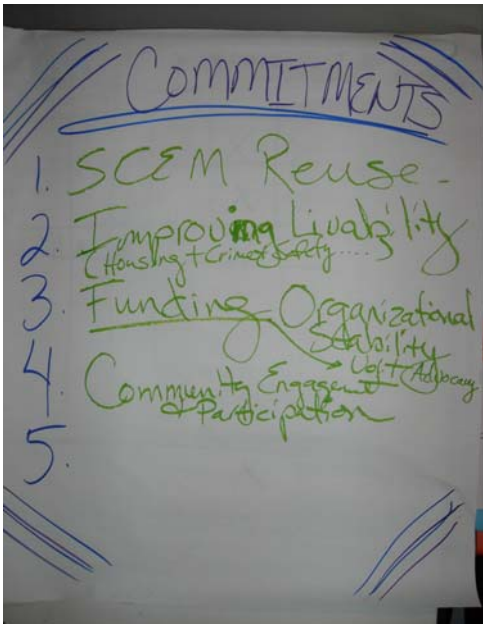 COMMITMENTS
1. SCEM Reuse -
2. Improving Livability
(Housing + Crime + Safety ....)
3. Funding - Organizational
Stability
Advocacy
4. Community Engagement
+ Participation
5.